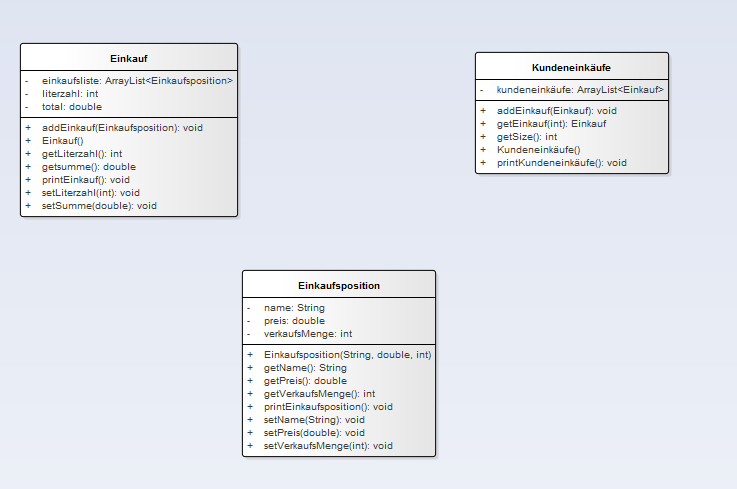 Einkauf
- einkaufsliste: ArrayList<Einkaufsposition>
- literzahl: int
- total: double
+ addEinkauf(Einkaufsposition): void
+ Einkauf()
+ getLiterzahl(): int
+ getsumme(): double
+ printEinkauf(): void
+ setLiterzahl(int): void
+ setSumme(double): void
Kundeneinkäufe
- kundeneinkäufe: ArrayList<Einkauf>
+ addEinkauf(Einkauf): void
+ getEinkauf(int): Einkauf
+ getSize(): int
+ Kundeneinkäufe()
+ printKundeneinkäufe(): void
Einkaufsposition
- name: String
- preis: double
- verkaufsMenge: int
+ Einkaufsposition(String, double, int)
+ getName(): String
+ getPreis(): double
+ getVerkaufsMenge(): int
+ printEinkaufsposition(): void
+ setName(String): void
+ setPreis(double): void
+ setVerkaufsMenge(int): void